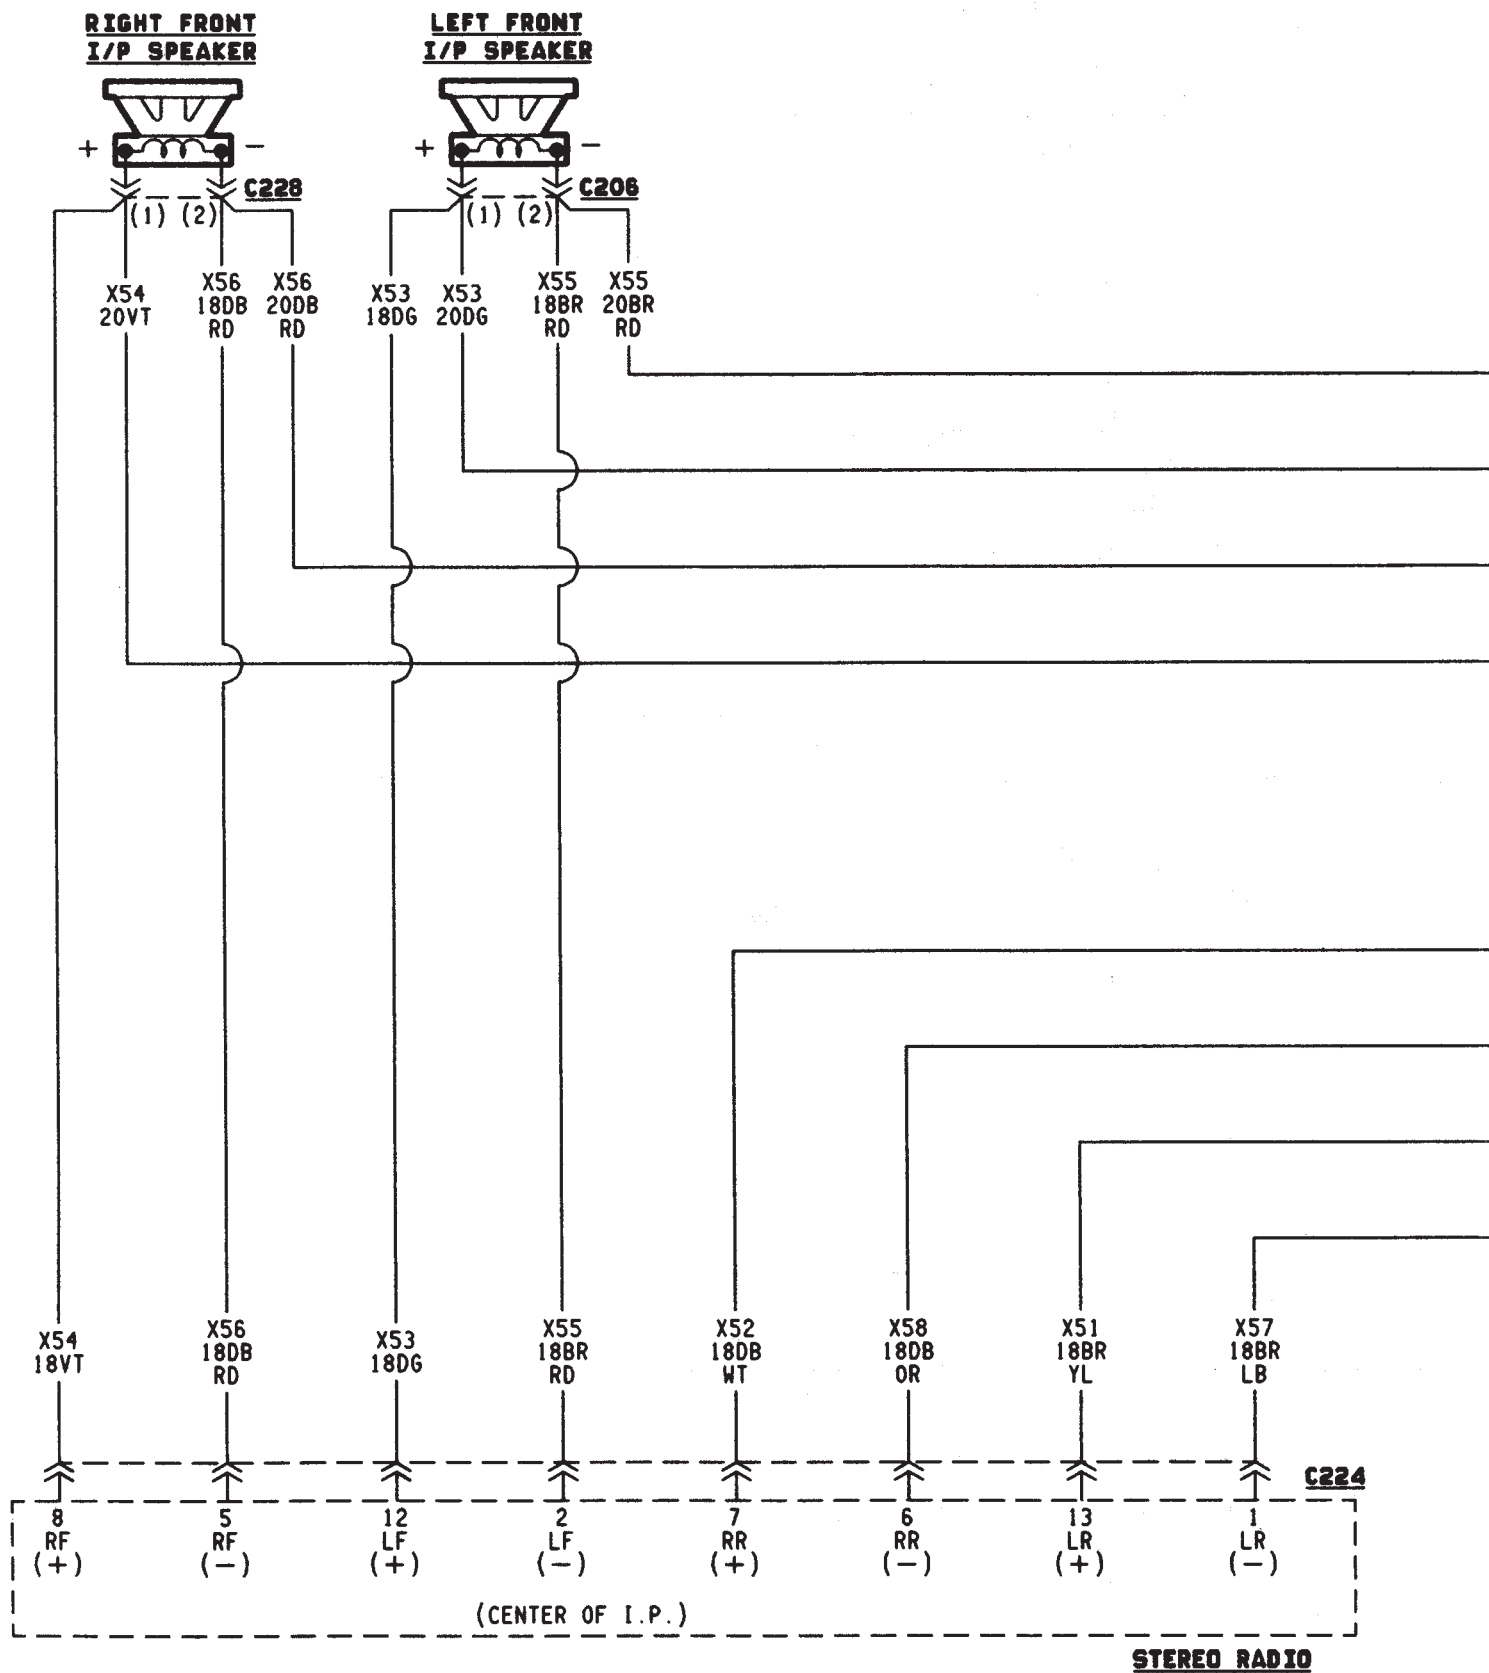 RIGHT FRONT
I/P SPEAKER
LEFT FRONT
I/P SPEAKER
+
−
+
−
C228
C206
(1) (2)
(1) (2)
X54
20VT
X56
18DB
RD
X56
20DB
RD
X53
18DG
X53
20DG
X55
18BR
RD
X55
20BR
RD
X54
18VT
X56
18DB
RD
X53
18DG
X55
18BR
RD
X52
18DB
WT
X58
18DB
OR
X51
18BR
YL
X57
18BR
LB
C224
8
RF
(+)
5
RF
(−)
12
LF
(+)
2
LF
(−)
7
RR
(+)
6
RR
(−)
13
LR
(+)
1
LR
(−)
(CENTER OF I.P.)
STEREO RADIO